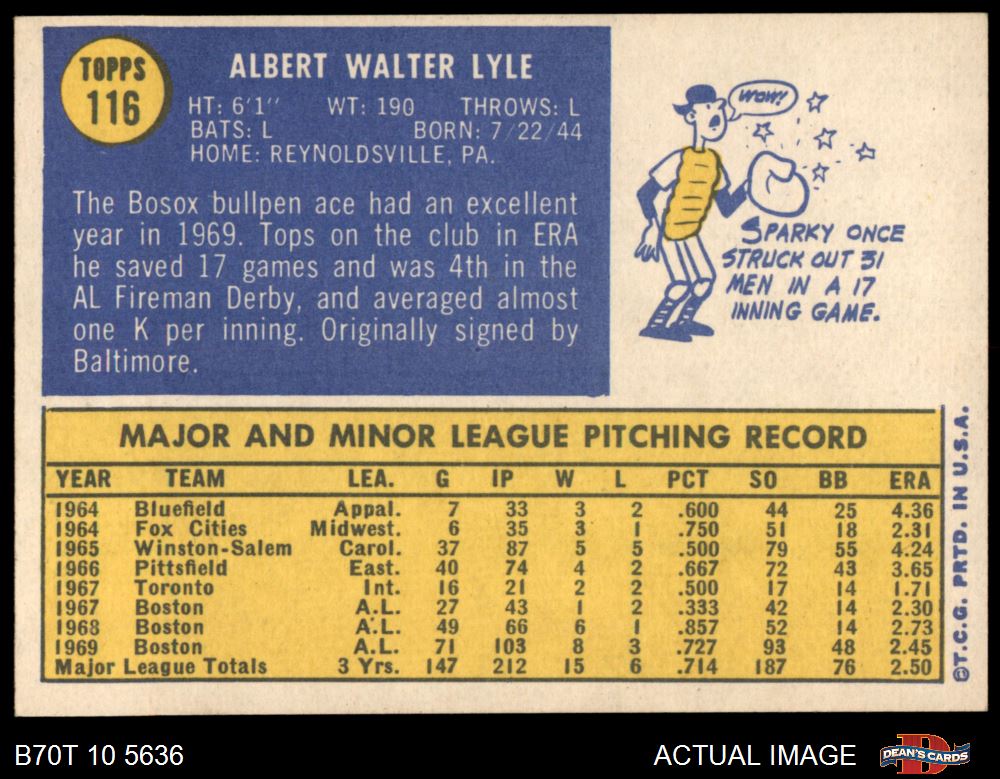 TOPPS
116
ALBERT WALTER LYLE
HT: 6'1" WT: 190 THROWS: L
BATS: L BORN: 7/22/44
HOME: REYNOLDSVILLE, PA.
The Bosox bullpen ace had an excellent
year in 1969. Tops on the club in ERA
he saved 17 games and was 4th in the
AL Fireman Derby, and averaged almost
one K per inning. Originally signed by
Baltimore.
WOW!
SPARKY ONCE
STRUCK OUT 31
MEN IN A 17
INNING GAME.
MAJOR AND MINOR LEAGUE PITCHING RECORD
YEAR TEAM LEA. G IP W L PCT SO BB ERA
1964 Bluefield Appal. 7 33 3 2 .600 44 25 4.36
1964 Fox Cities Midwest. 6 35 3 1 .750 51 18 2.31
1965 Winston-Salem Carol. 37 87 5 5 .500 79 55 4.24
1966 Pittsfield East. 40 74 4 2 .667 72 43 3.65
1967 Toronto Int. 16 21 2 2 .500 17 14 1.71
1967 Boston A.L. 27 43 1 2 .333 42 14 2.30
1968 Boston A.L. 49 66 6 1 .857 52 14 2.73
1969 Boston A.L. 71 103 8 3 .727 93 48 2.45
Major League Totals 3 Yrs. 147 212 15 6 .714 187 76 2.50
©T.C.G. PRTD. IN U.S.A.
B70T 10 5636
ACTUAL IMAGE
DEAN'S CARDS